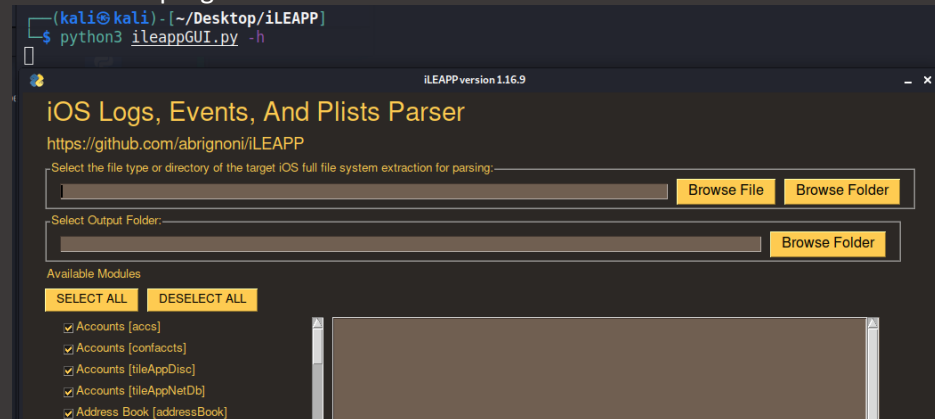 (kali㉿kali)-[~/Desktop/iLEAPP]
$ python3 ileappGUI.py -h
iLEAPP version 1.16.9
iOS Logs, Events, And Plists Parser
https://github.com/abrignoni/iLEAPP
Select the file type or directory of the target iOS full file system extraction for parsing:
Browse File Browse Folder
Select Output Folder:
Browse Folder
Available Modules
SELECT ALL DESELECT ALL
Accounts [accs]
Accounts [confaccts]
Accounts [tileAppDisc]
Accounts [tileAppNetDb]
Address Book [addressBook]